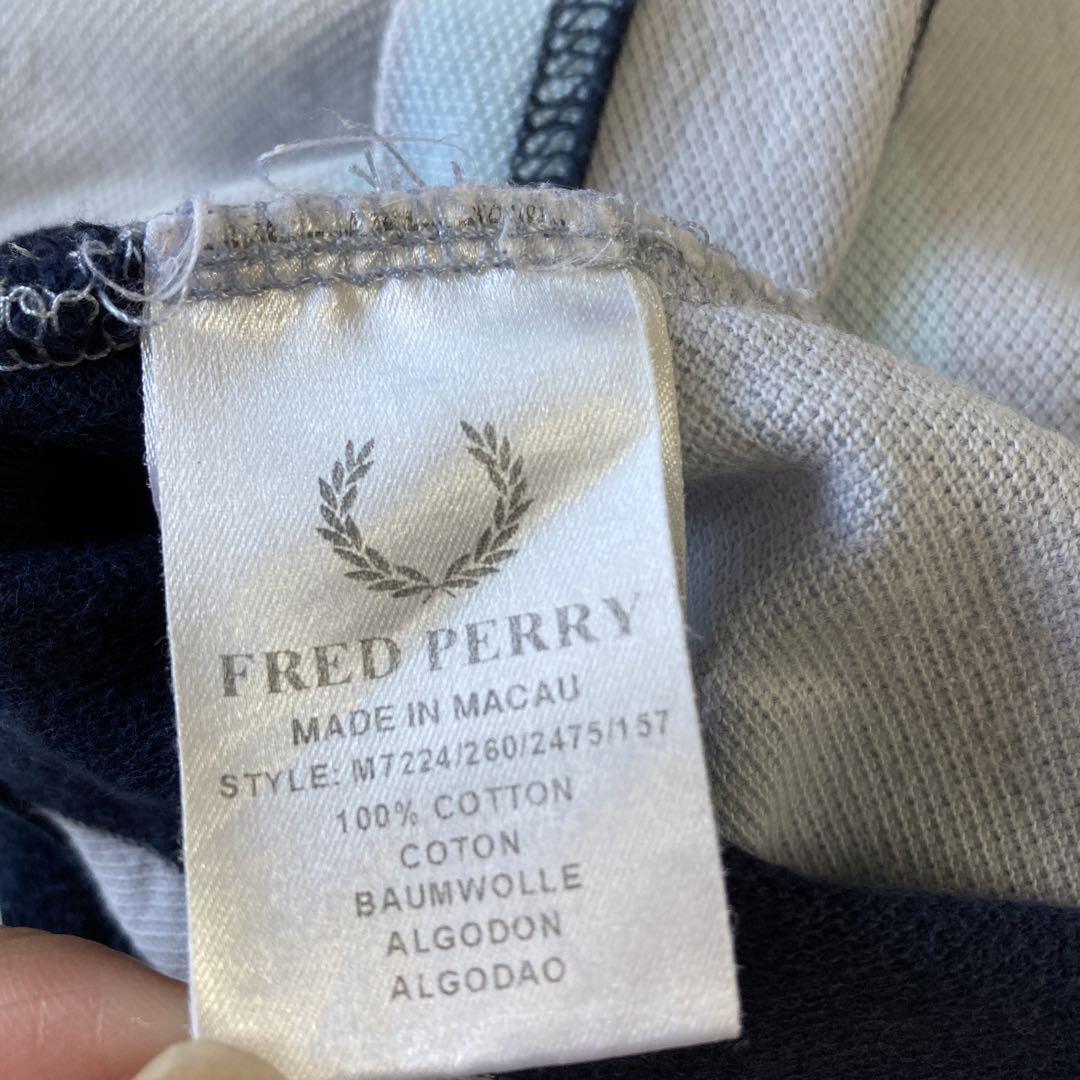 FRED PERRY
MADE IN MACAU
STYLE: M7224/260/2475/157
100% COTTON
COTON
BAUMWOLLE
ALGODON
ALGODAO